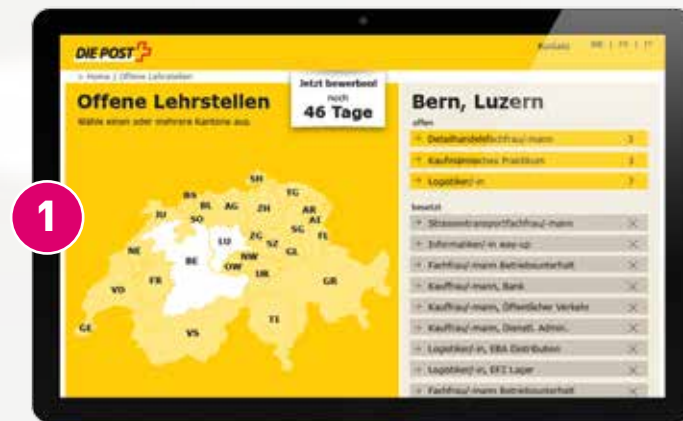 1
DIE POST
Kontakt DE | FR | IT
> Home | Offene Lehrstellen
Jetzt bewerben!
noch
46 Tage
Offene Lehrstellen
Wähle einen oder mehrere Kantone aus.
Bern, Luzern
offen
→ Detailhandelsfachfrau/-mann
→ Kaufmännisches Praktikum
→ Logistiker/-in
besetzt
→ Strassentransportfachfrau/-mann
→ Informatiker/-in way-up
→ Fachfrau/-mann Betriebsunterhalt
→ Kauffrau/-mann, Bank
→ Kauffrau/-mann, Öffentlicher Verkehr
→ Kauffrau/-mann, Dienstl. Admin.
→ Logistiker/-in, EBA Distribution
→ Logistiker/-in, EFZ Lager
→ Fachfrau/-mann Betriebsunterhalt
SH
BS
BL
AG
ZH
TG
AR
AI
JU
SO
SG
LU
ZG
SZ
GL
FL
NE
BE
NW
OW
UR
GR
VD
FR
GE
VS
TI